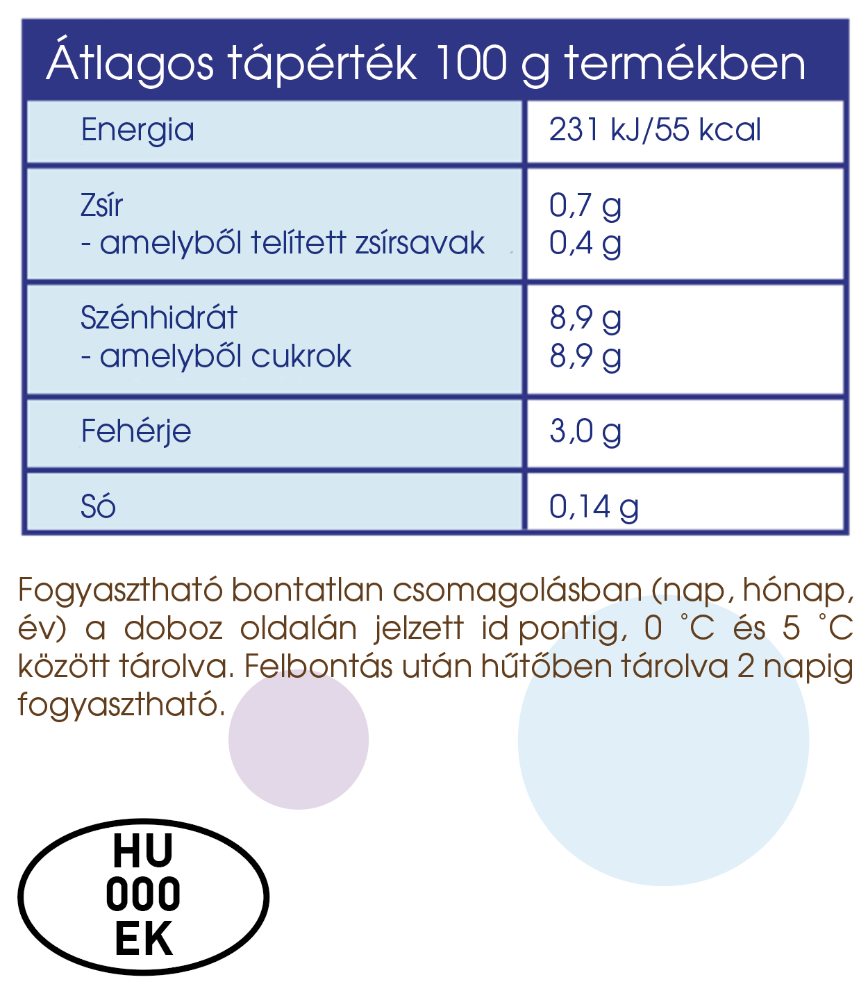 Átlagos tápérték 100 g termékben
Energia 231 kJ/55 kcal
Zsír 0,7 g
- amelyből telített zsírsavak 0,4 g
Szénhidrát 8,9 g
- amelyből cukrok 8,9 g
Fehérje 3,0 g
Só 0,14 g
Fogyasztható bontatlan csomagolásban (nap, hónap,
év) a doboz oldalán jelzett id pontig, 0 ˚C és 5 ˚C
között tárolva. Felbontás után hűtőben tárolva 2 napig
fogyasztható.
HU
000
EK